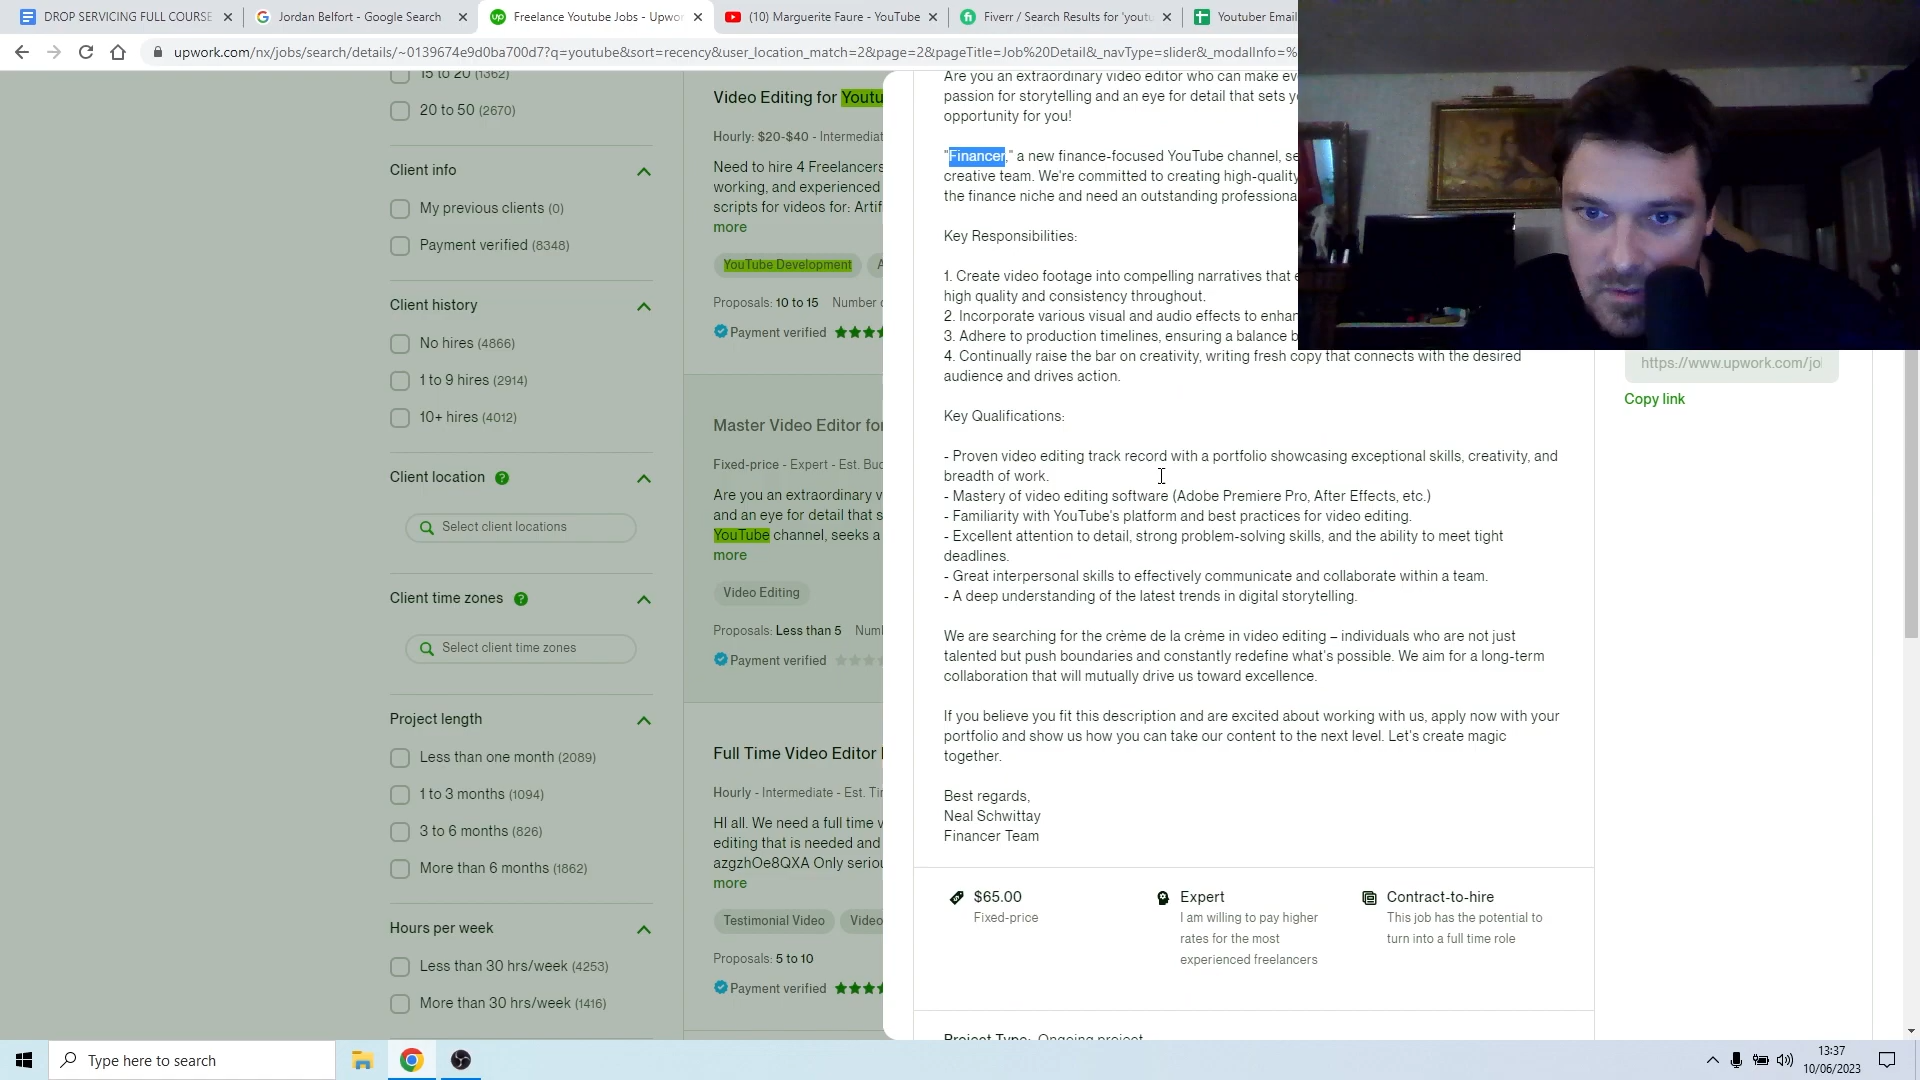 DROP SERVICING FULL COURSE
Jordan Belfort - Google Search
Freelance Youtube Jobs - Upwor
(10) Marguerite Faure - YouTube
Fiverr / Search Results for 'youtu
Youtuber Email
upwork.com/nx/jobs/search/details/~0139674e9d0ba700d7?q=youtube&sort=recency&user_location_match=2&page=2&pageTitle=Job%20Detail&_navType=slider&_modalInfo=%
15 to 20 (1362)
20 to 50 (2670)
Client info
My previous clients (0)
Payment verified (8348)
Client history
No hires (4866)
1 to 9 hires (2914)
10+ hires (4012)
Client location
Select client locations
Client time zones
Select client time zones
Project length
Less than one month (2089)
1 to 3 months (1094)
3 to 6 months (826)
More than 6 months (1862)
Hours per week
Less than 30 hrs/week (4253)
More than 30 hrs/week (1416)
Video Editing for Youtu
Hourly: $20-$40 - Intermediat
Need to hire 4 Freelancers
working, and experienced
scripts for videos for: Artif
more
YouTube Development
A
Proposals: 10 to 15 Number o
Payment verified
Master Video Editor fo
Fixed-price - Expert - Est. Bud
Are you an extraordinary v
and an eye for detail that s
YouTube channel, seeks a
more
Video Editing
Proposals: Less than 5 Numl
Payment verified
Full Time Video Editor
Hourly - Intermediate - Est. Tir
HI all. We need a full time v
editing that is needed and
azgzhOe8QXA Only seriou
more
Testimonial Video
Video
Proposals: 5 to 10
Payment verified
Are you an extraordinary video editor who can make eve
passion for storytelling and an eye for detail that sets yo
opportunity for you!
"Financer," a new finance-focused YouTube channel, se
creative team. We're committed to creating high-quality
the finance niche and need an outstanding professiona
Key Responsibilities:
1. Create video footage into compelling narratives that e
high quality and consistency throughout.
2. Incorporate various visual and audio effects to enhan
3. Adhere to production timelines, ensuring a balance b
4. Continually raise the bar on creativity, writing fresh copy that connects with the desired
audience and drives action.
Key Qualifications:
- Proven video editing track record with a portfolio showcasing exceptional skills, creativity, and
breadth of work.
- Mastery of video editing software (Adobe Premiere Pro, After Effects, etc.)
- Familiarity with YouTube's platform and best practices for video editing.
- Excellent attention to detail, strong problem-solving skills, and the ability to meet tight
deadlines.
- Great interpersonal skills to effectively communicate and collaborate within a team.
- A deep understanding of the latest trends in digital storytelling.
We are searching for the crème de la crème in video editing – individuals who are not just
talented but push boundaries and constantly redefine what's possible. We aim for a long-term
collaboration that will mutually drive us toward excellence.
If you believe you fit this description and are excited about working with us, apply now with your
portfolio and show us how you can take our content to the next level. Let's create magic
together.
Best regards,
Neal Schwittay
Financer Team
$65.00
Fixed-price
Expert
I am willing to pay higher
rates for the most
experienced freelancers
Contract-to-hire
This job has the potential to
turn into a full time role
Project Type: Ongoing project
https://www.upwork.com/jo
Copy link
Type here to search
13:37
10/06/2023